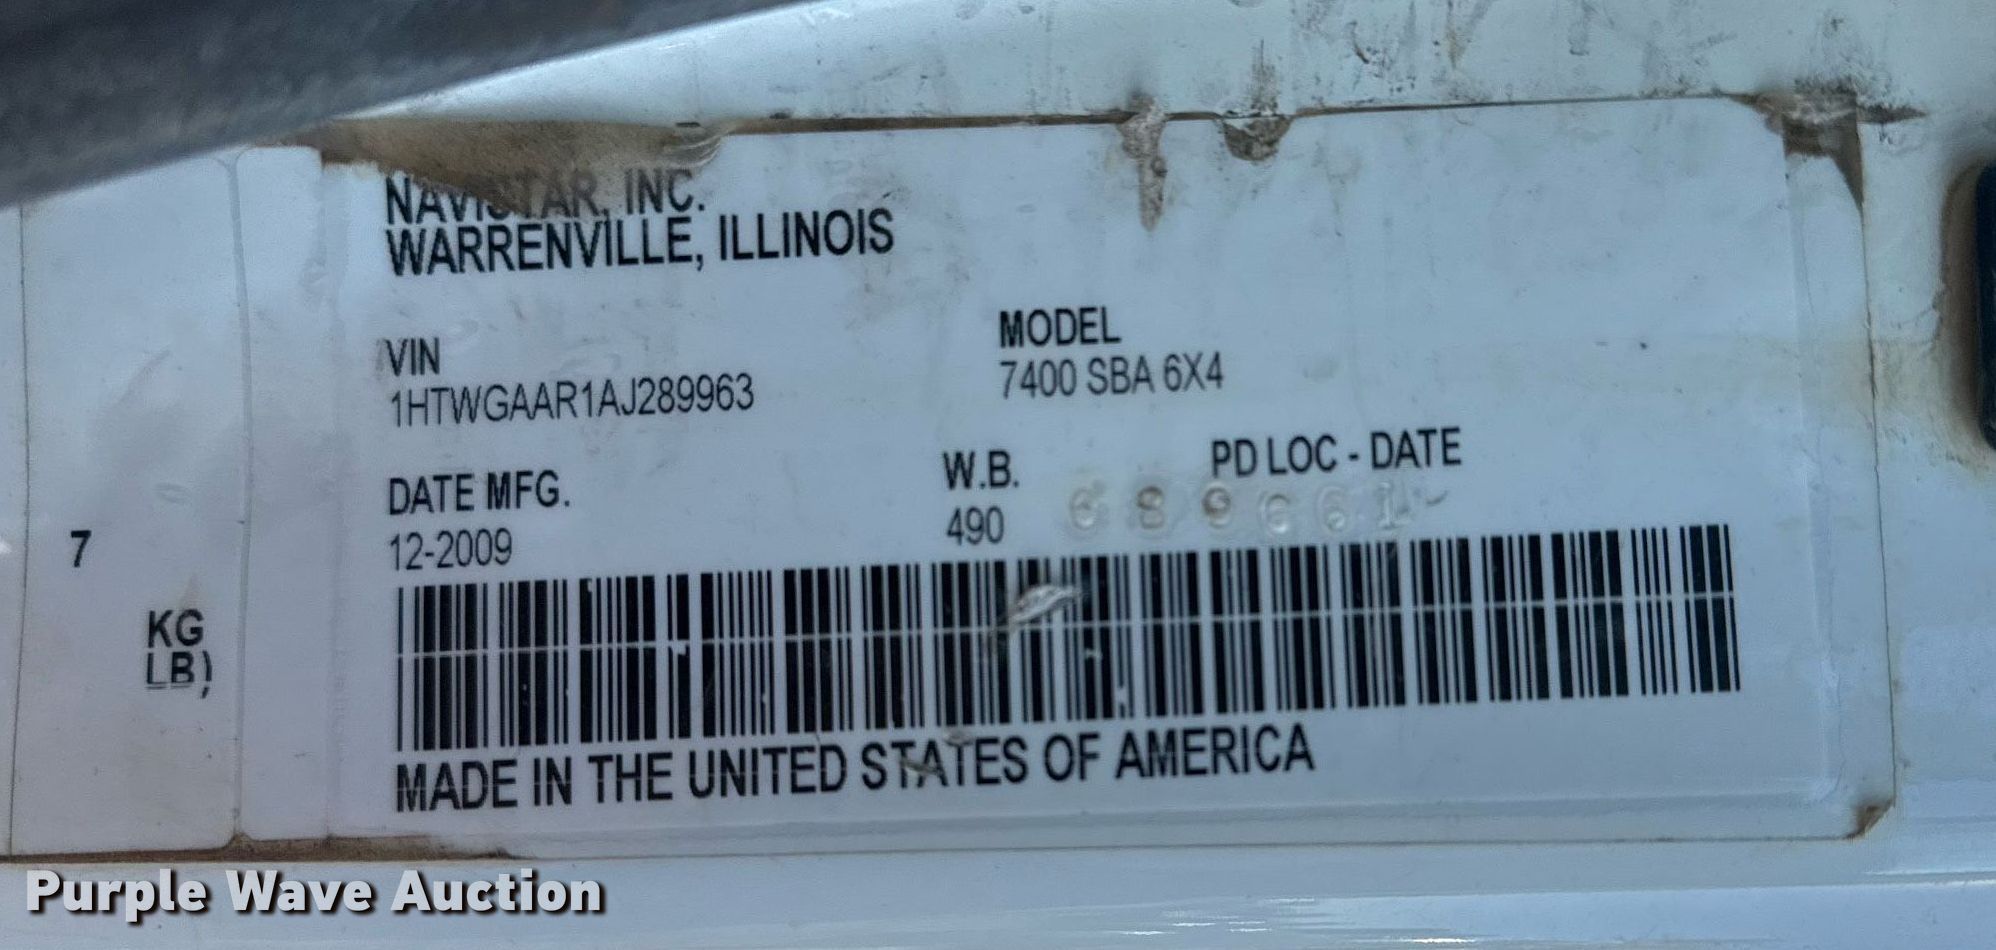 NAVISTAR, INC.
WARRENVILLE, ILLINOIS
VIN
1HTWGAAR1AJ289963
MODEL
7400 SBA 6X4
DATE MFG.
12-2009
W.B.
490
PD LOC - DATE
7
KG
LB)
MADE IN THE UNITED STATES OF AMERICA
Purple Wave Auction